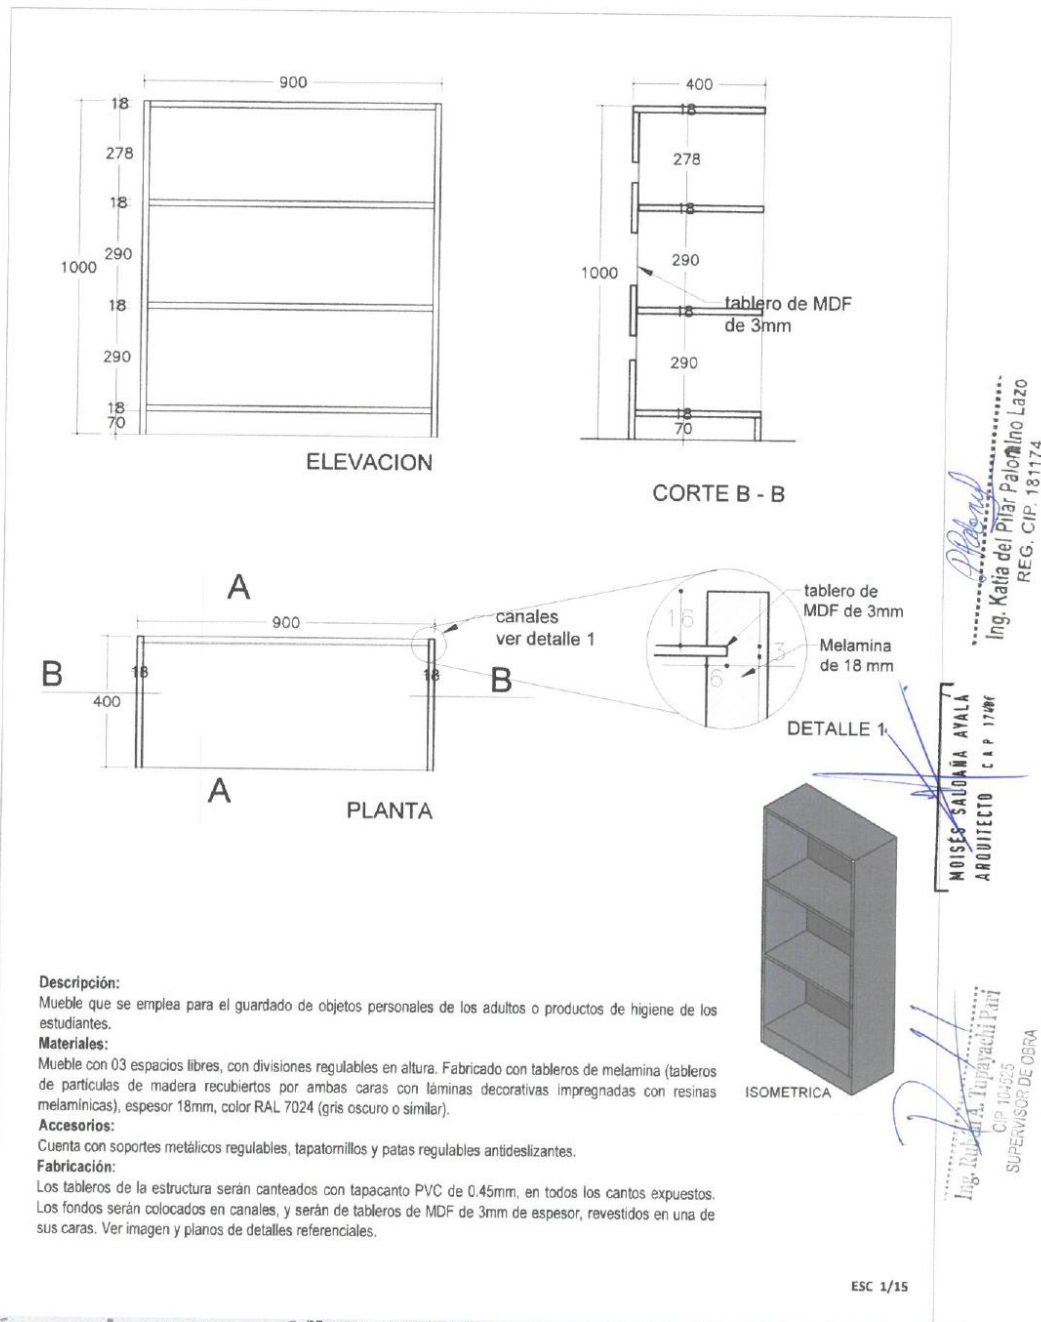 900
18
278
18
290
1000
18
290
18
70
ELEVACION
400
18
278
18
290
1000
tablero de MDF
de 3mm
18
290
18
70
CORTE B - B
A
900
canales
ver detalle 1
B
18
400
18
B
A
PLANTA
16
tablero de
MDF de 3mm
3
Melamina
de 18 mm
6
DETALLE 1
ISOMETRICA
Descripción:
Mueble que se emplea para el guardado de objetos personales de los adultos o productos de higiene de los
estudiantes.
Materiales:
Mueble con 03 espacios libres, con divisiones regulables en altura. Fabricado con tableros de melamina (tableros
de partículas de madera recubiertos por ambas caras con láminas decorativas impregnadas con resinas
melamínicas), espesor 18mm, color RAL 7024 (gris oscuro o similar).
Accesorios:
Cuenta con soportes metálicos regulables, tapatornillos y patas regulables antideslizantes.
Fabricación:
Los tableros de la estructura serán canteados con tapacanto PVC de 0.45mm, en todos los cantos expuestos.
Los fondos serán colocados en canales, y serán de tableros de MDF de 3mm de espesor, revestidos en una de
sus caras. Ver imagen y planos de detalles referenciales.
ESC 1/15
Ing. Katia del Pilar Palomino Lazo
REG. CIP. 181174
MOISÉS SALDAÑA AYALA
ARQUITECTO C A P
Ing. Rubén A. Tupayachi Pari
CIP
SUPERVISOR DE OBRA